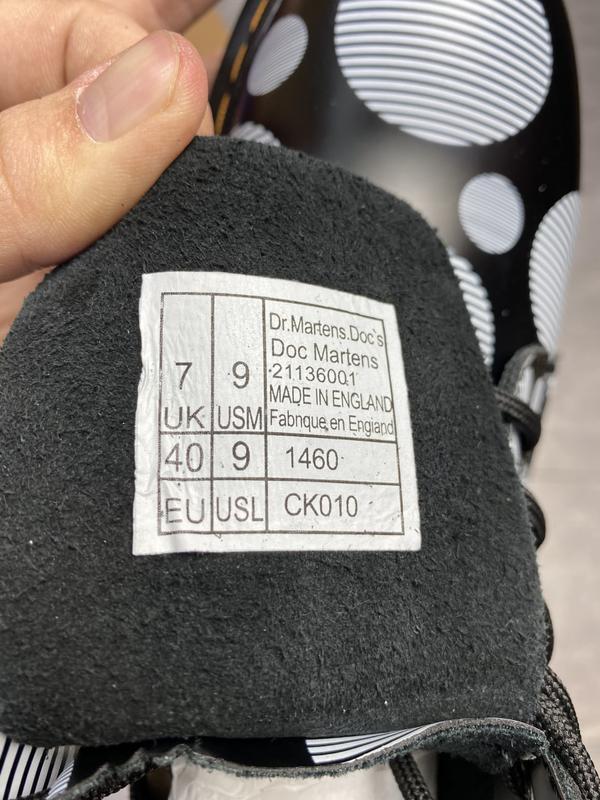 7
UK
9
USM
Dr.Martens.Doc`s
Doc Martens
21136001
MADE IN ENGLAND
Fabrique en England
40
9
1460
EU
USL
CK010